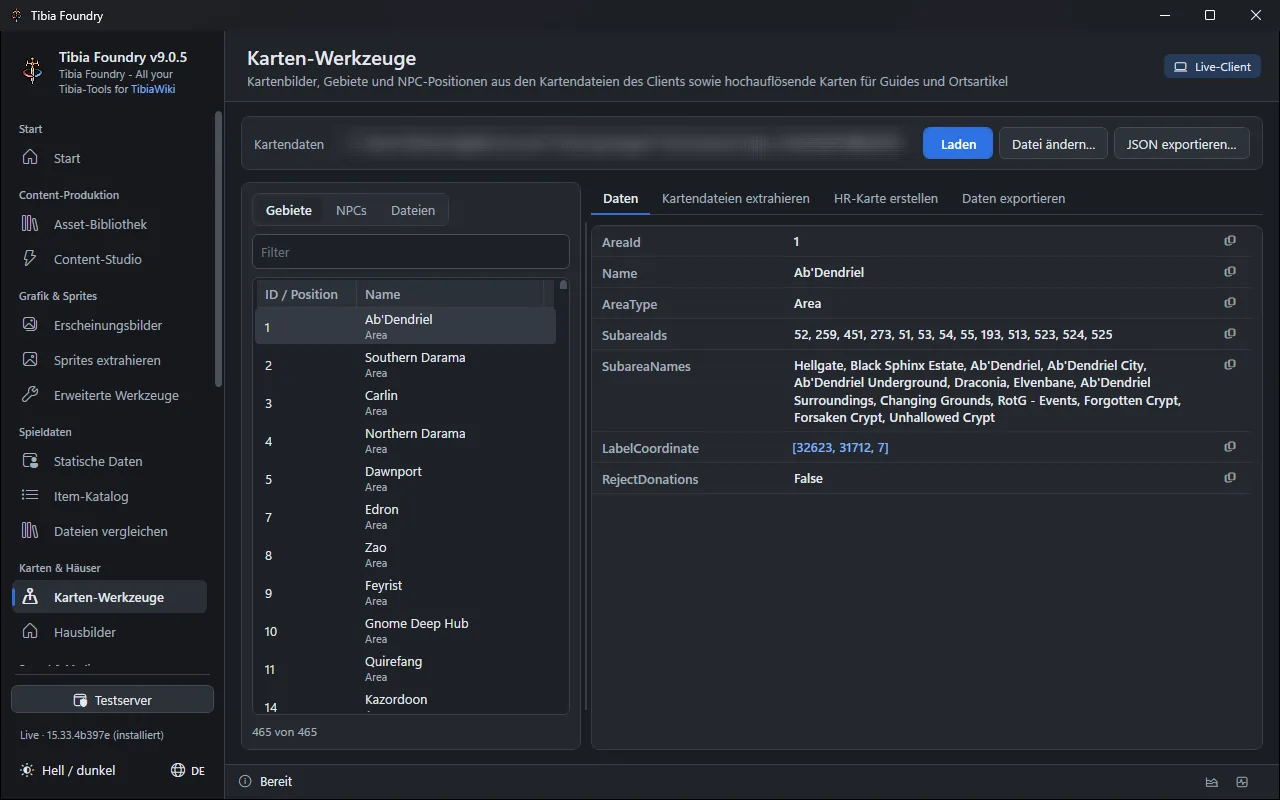 Tibia Foundry
Tibia Foundry v9.0.5
Tibia Foundry - All your
Tibia-Tools for TibiaWiki
Start
Start
Content-Produktion
Asset-Bibliothek
Content-Studio
Grafik & Sprites
Erscheinungsbilder
Sprites extrahieren
Erweiterte Werkzeuge
Spieldaten
Statische Daten
Item-Katalog
Dateien vergleichen
Karten & Häuser
Karten-Werkzeuge
Hausbilder
Testserver
Live · 15.33.4b397e (installiert)
Hell / dunkel
DE
Karten-Werkzeuge
Kartenbilder, Gebiete und NPC-Positionen aus den Kartendateien des Clients sowie hochauflösende Karten für Guides und Ortsartikel
Live-Client
Kartendaten
Laden
Datei ändern...
JSON exportieren...
Gebiete
NPCs
Dateien
Filter
ID / Position
Name
1
Ab'Dendriel
Area
2
Southern Darama
Area
3
Carlin
Area
4
Northern Darama
Area
5
Dawnport
Area
7
Edron
Area
8
Zao
Area
9
Feyrist
Area
10
Gnome Deep Hub
Area
11
Quirefang
Area
14
Kazordoon
465 von 465
Daten
Kartendateien extrahieren
HR-Karte erstellen
Daten exportieren
AreaId
1
Name
Ab'Dendriel
AreaType
Area
SubareaIds
52, 259, 451, 273, 51, 53, 54, 55, 193, 513, 523, 524, 525
SubareaNames
Hellgate, Black Sphinx Estate, Ab'Dendriel, Ab'Dendriel City,
Ab'Dendriel Underground, Draconia, Elvenbane, Ab'Dendriel
Surroundings, Changing Grounds, RotG - Events, Forgotten Crypt,
Forsaken Crypt, Unhallowed Crypt
LabelCoordinate
[32623, 31712, 7]
RejectDonations
False
Bereit